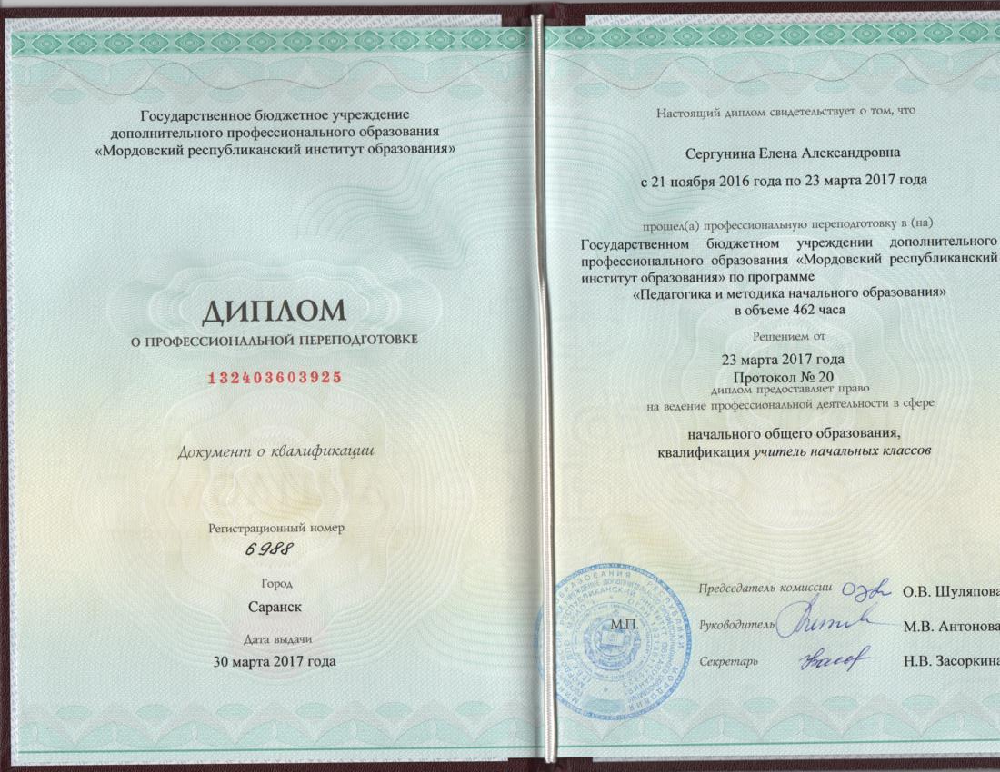 Государственное бюджетное учреждение
дополнительного профессионального образования
«Мордовский республиканский институт образования»
ДИПЛОМ
О ПРОФЕССИОНАЛЬНОЙ ПЕРЕПОДГОТОВКЕ
132403603925
Документ о квалификации
Регистрационный номер
6988
Город
Саранск
Дата выдачи
30 марта 2017 года
Настоящий диплом свидетельствует о том, что
Сергунина Елена Александровна
с 21 ноября 2016 года по 23 марта 2017 года
прошел(а) профессиональную переподготовку в (на)
Государственном бюджетном учреждении дополнительного
профессионального образования «Мордовский республиканский
институт образования» по программе
«Педагогика и методика начального образования»
в объеме 462 часа
Решением от
23 марта 2017 года
Протокол № 20
диплом предоставляет право
на ведение профессиональной деятельности в сфере
начального общего образования,
квалификация учитель начальных классов
Председатель комиссии О.В. Шуляпова
М.П.
Руководитель М.В. Антонова
Секретарь Н.В. Засоркина